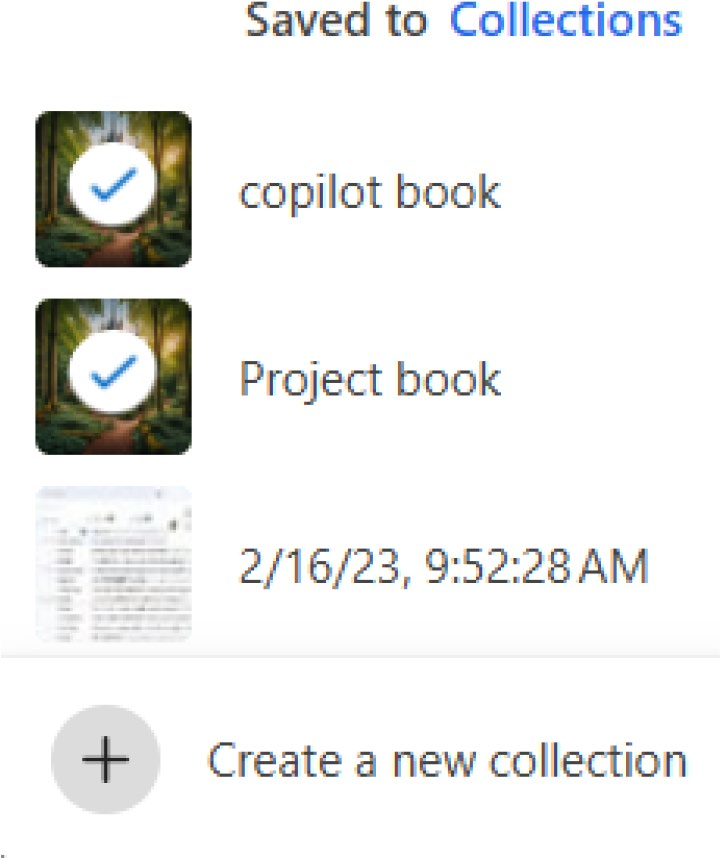 Saved to Collections
copilot book
Project book
2/16/23, 9:52:28 AM
Create a new collection